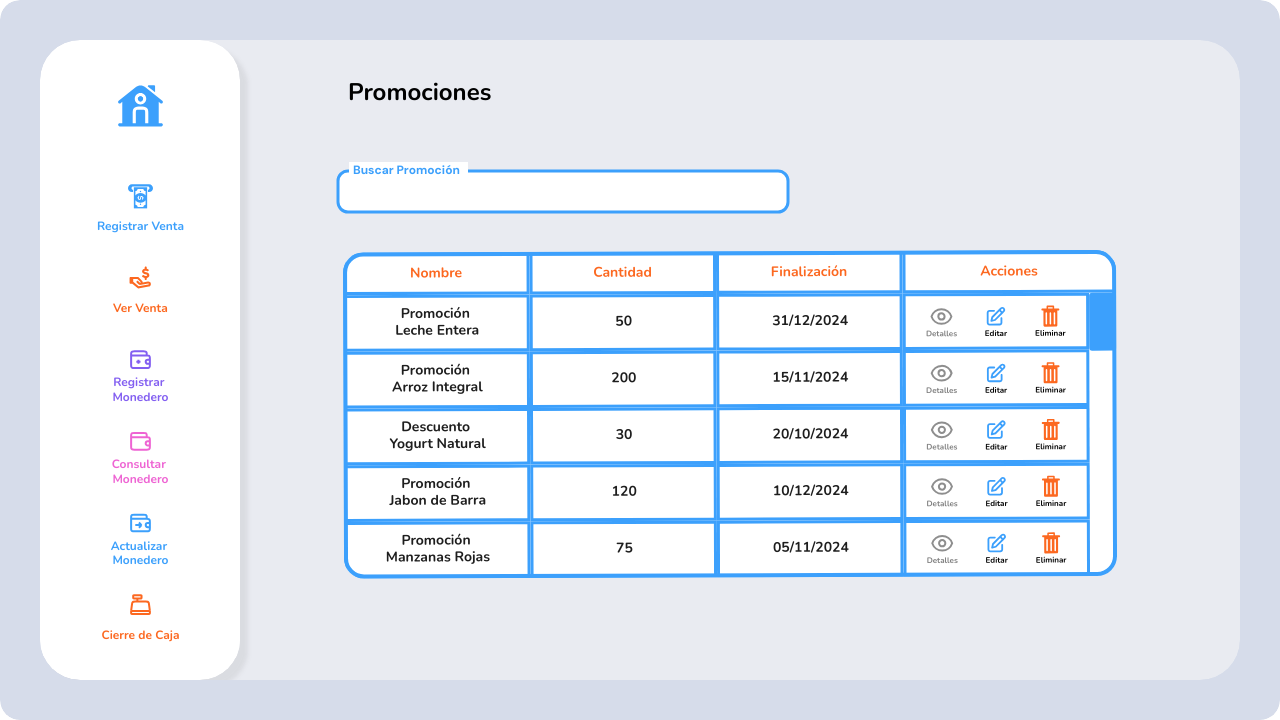 Promociones
Registrar Venta
Ver Venta
Registrar
Monedero
Consultar
Monedero
Actualizar
Monedero
Cierre de Caja
Buscar Promoción
Nombre Cantidad Finalización Acciones
Promoción
Leche Entera
50
31/12/2024
Detalles Editar Eliminar
Promoción
Arroz Integral
200
15/11/2024
Detalles Editar Eliminar
Descuento
Yogurt Natural
30
20/10/2024
Detalles Editar Eliminar
Promoción
Jabon de Barra
120
10/12/2024
Detalles Editar Eliminar
Promoción
Manzanas Rojas
75
05/11/2024
Detalles Editar Eliminar